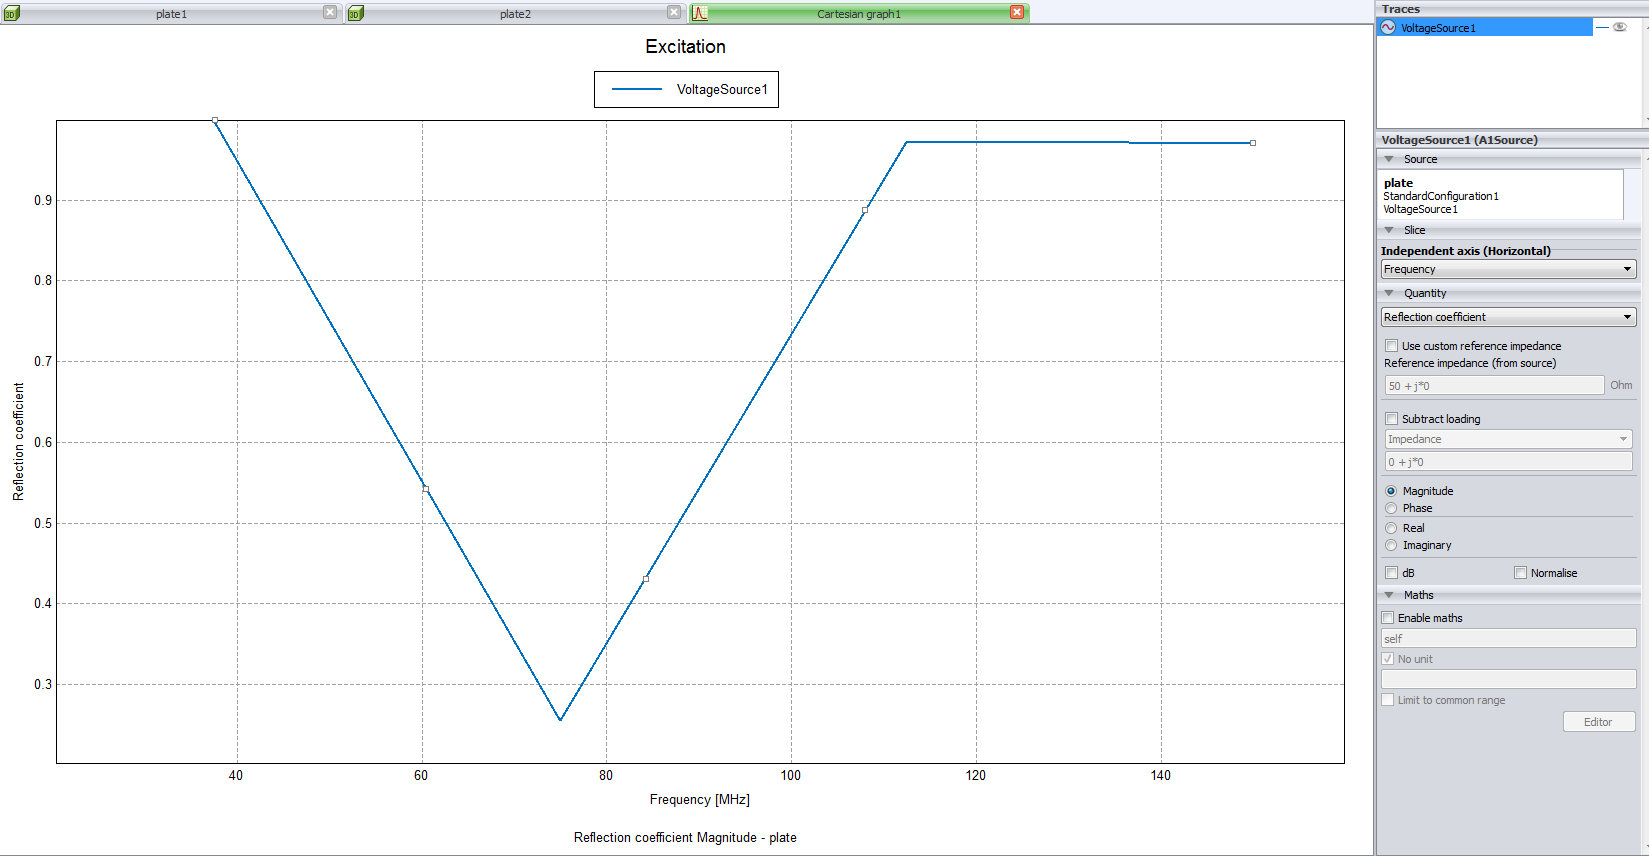 plate1
plate2
Cartesian graph1
Excitation
VoltageSource1
0.9
0.8
0.7
0.6
0.5
0.4
0.3
Reflection coefficient
40 60 80 100 120 140
Frequency [MHz]
Reflection coefficient Magnitude - plate
Traces
VoltageSource1
VoltageSource1 (A1Source)
Source
plate
StandardConfiguration1
VoltageSource1
Slice
Independent axis (Horizontal)
Frequency
Quantity
Reflection coefficient
Use custom reference impedance
Reference impedance (from source)
50 + j*0 Ohm
Subtract loading
Impedance
0 + j*0
Magnitude
Phase
Real
Imaginary
dB Normalise
Maths
Enable maths
self
No unit
Limit to common range
Editor